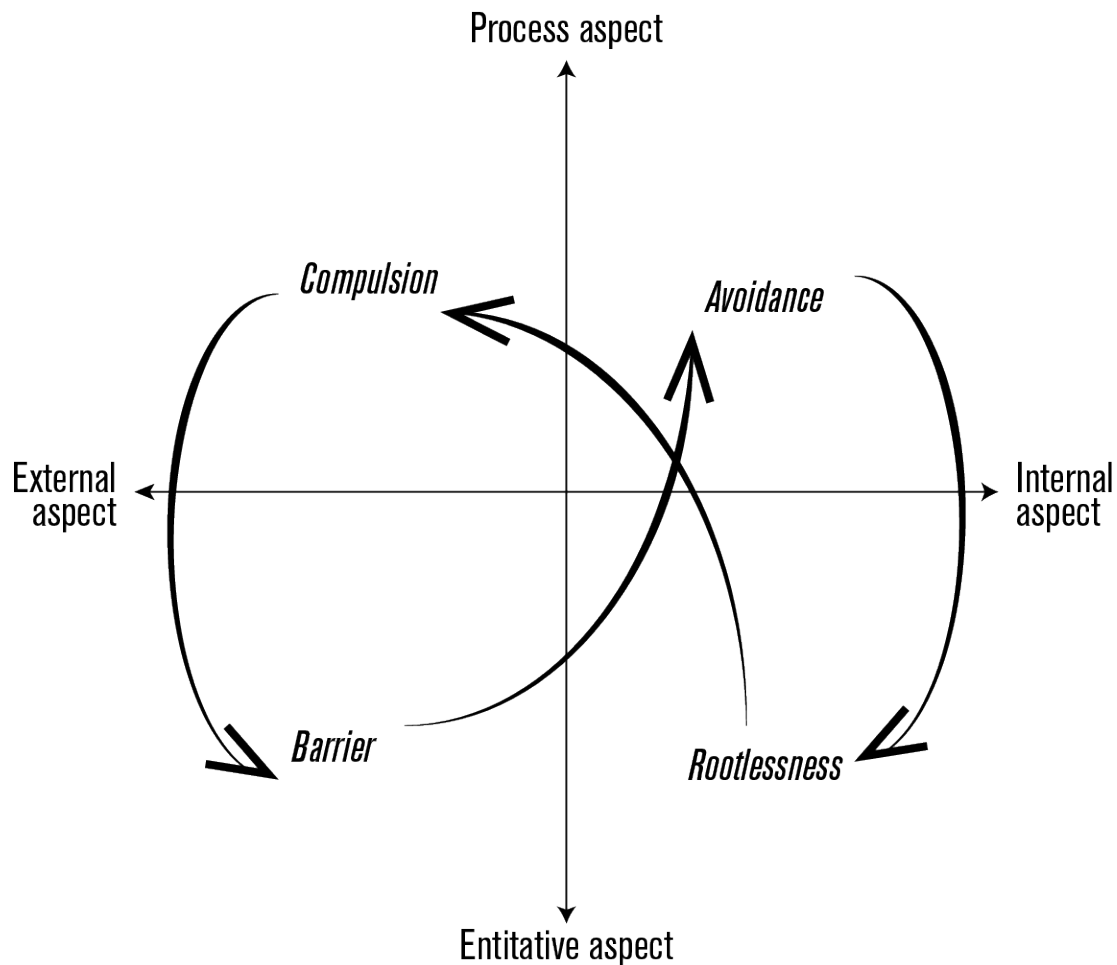 Process aspect
Compulsion
Avoidance
External
aspect
Internal
aspect
Barrier
Rootlessness
Entitative aspect